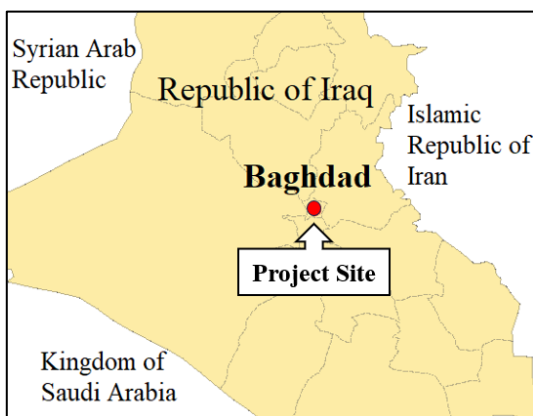 Syrian Arab
Republic
Republic of Iraq
Islamic
Republic of
Iran
Baghdad
Project Site
Kingdom of
Saudi Arabia